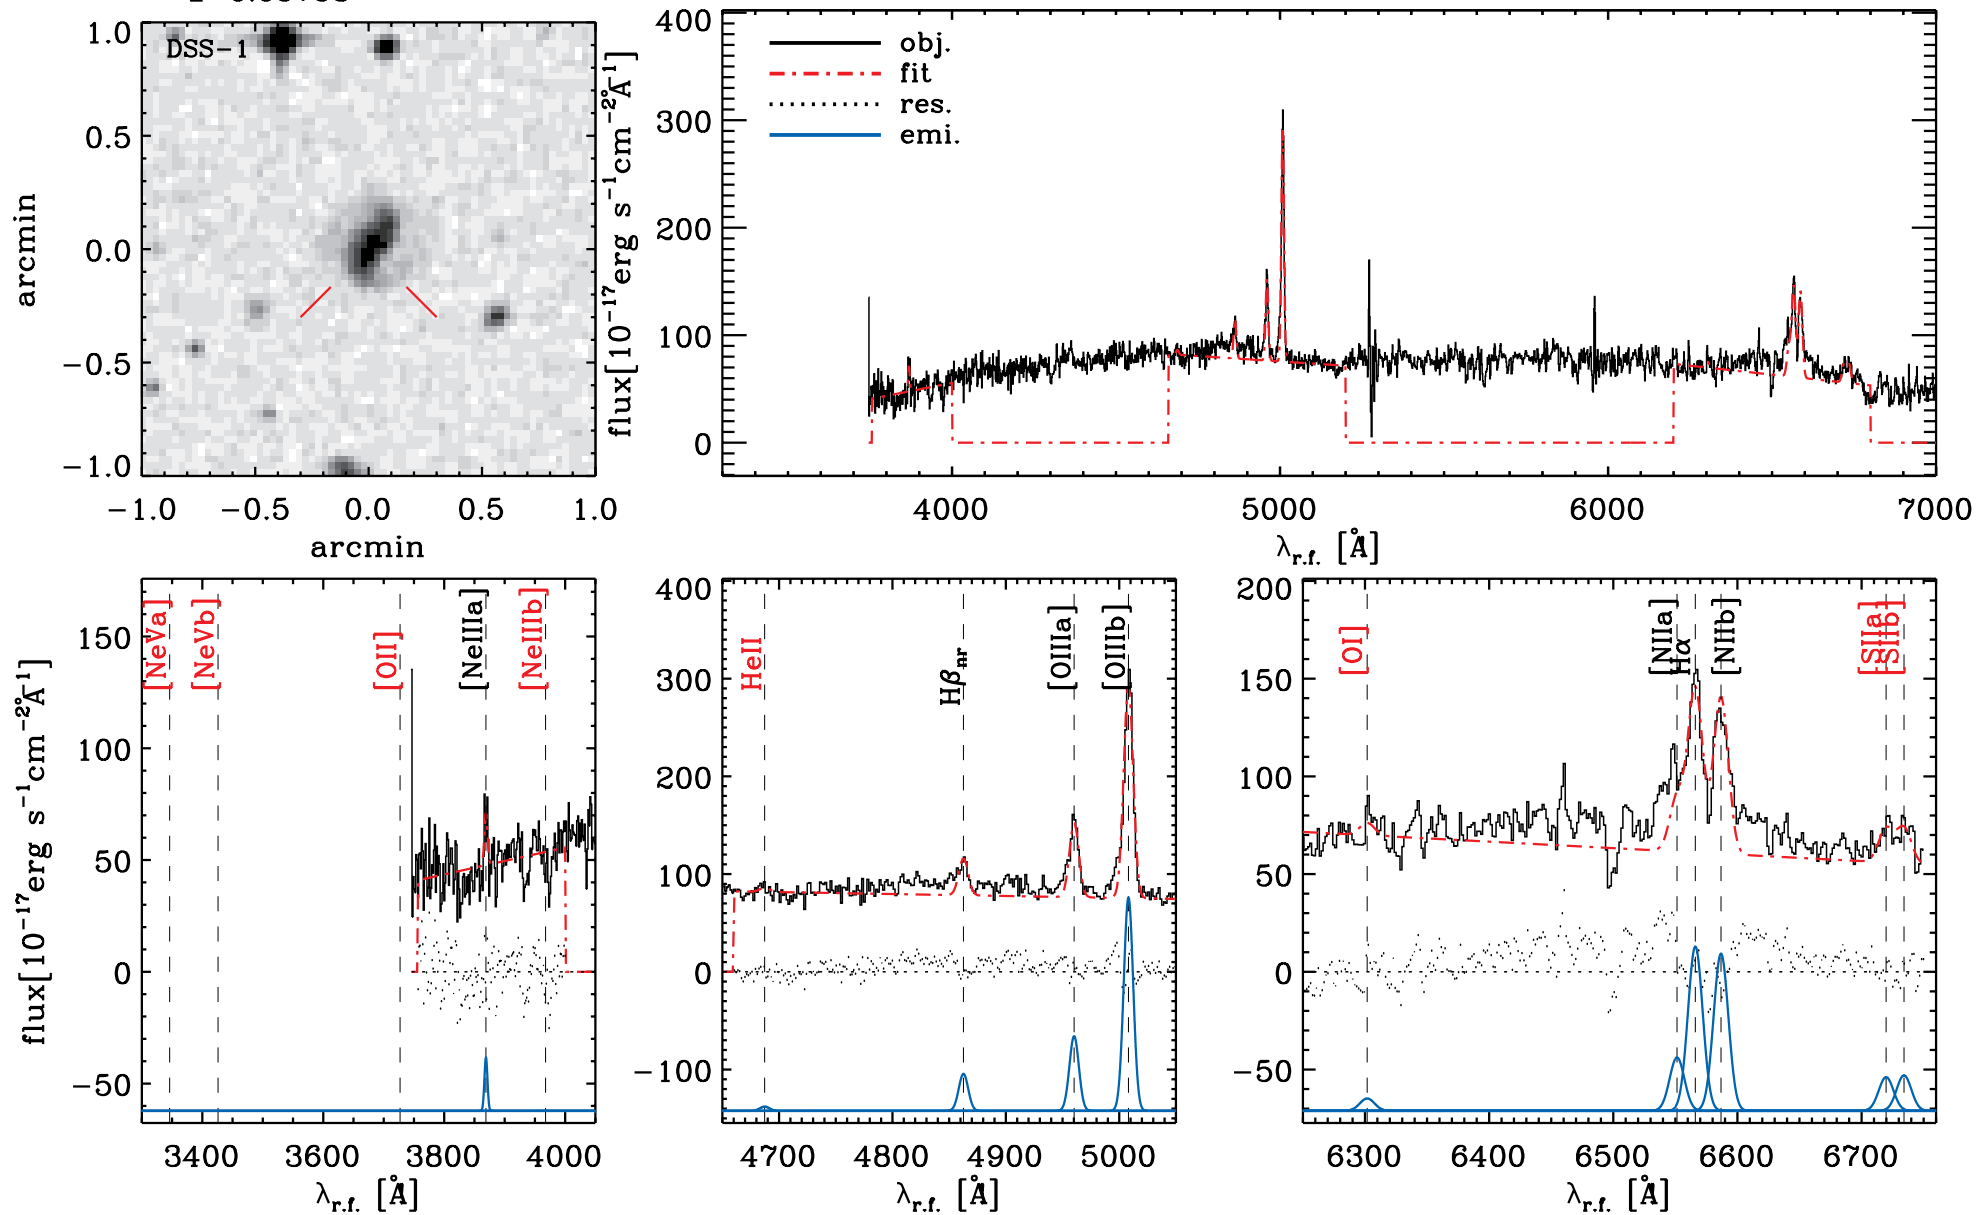 DSS-1
1.0
0.5
0.0
−0.5
−1.0
−1.0 −0.5 0.0 0.5 1.0
arcmin
arcmin
400
300
200
100
0
flux[10⁻¹⁷erg s⁻¹cm⁻²Å⁻¹]
obj.
fit
res.
emi.
4000 5000 6000 7000
λr.f. [Å]
150
100
50
0
−50
flux[10⁻¹⁷erg s⁻¹cm⁻²Å⁻¹]
[NeVa] [NeVb] [OII] [NeIIIa] [NeIIIb]
3400 3600 3800 4000
λr.f. [Å]
400
300
200
100
0
−100
HeII Hβnr [OIIIa] [OIIIb]
4700 4800 4900 5000
λr.f. [Å]
200
150
100
50
0
−50
[OI] [NIIa] Hα [NIIb] [SIIa] [SIIb]
6300 6400 6500 6600 6700
λr.f. [Å]